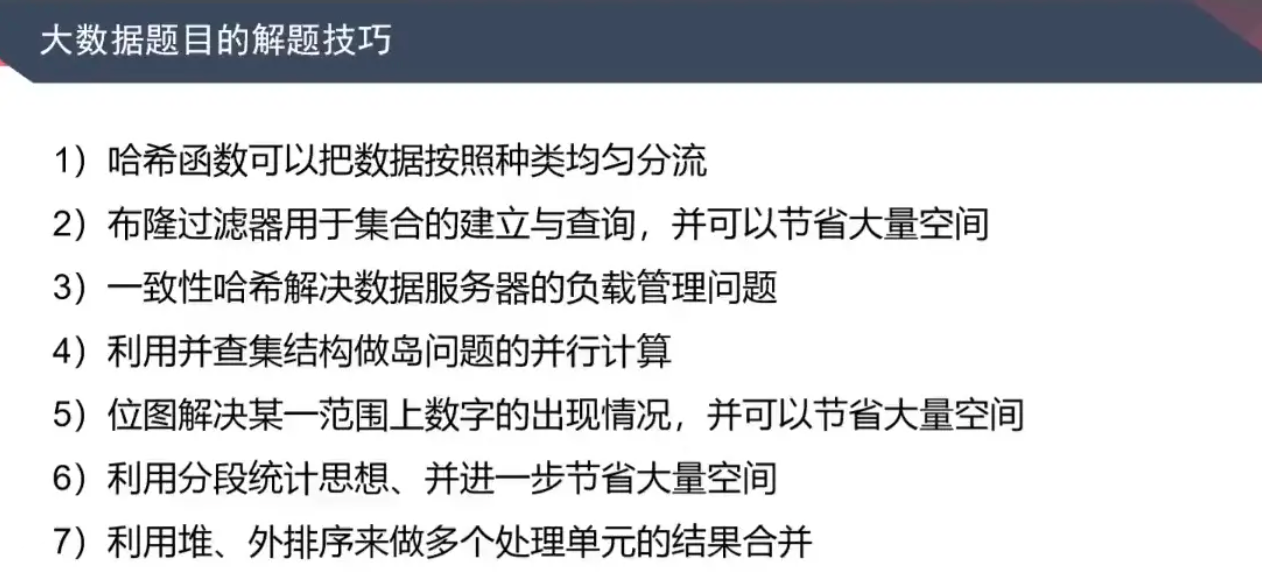 大数据题目的解题技巧
1）哈希函数可以把数据按照种类均匀分流
2）布隆过滤器用于集合的建立与查询，并可以节省大量空间
3）一致性哈希解决数据服务器的负载管理问题
4）利用并查集结构做岛问题的并行计算
5）位图解决某一范围上数字的出现情况，并可以节省大量空间
6）利用分段统计思想、并进一步节省大量空间
7）利用堆、外排序来做多个处理单元的结果合并